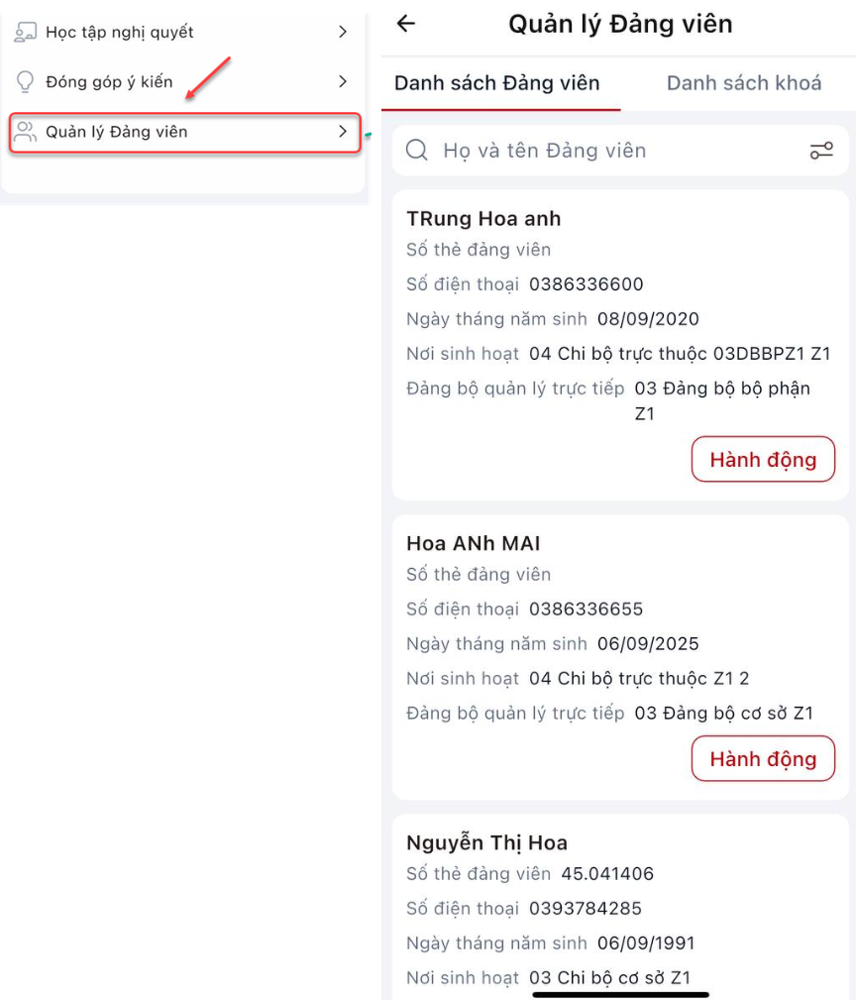 Học tập nghị quyết
Đóng góp ý kiến
Quản lý Đảng viên
Quản lý Đảng viên
Danh sách Đảng viên
Danh sách khoá
Họ và tên Đảng viên
TRung Hoa anh
Số thẻ đảng viên
Số điện thoại 0386336600
Ngày tháng năm sinh 08/09/2020
Nơi sinh hoạt 04 Chi bộ trực thuộc 03DBBPZ1 Z1
Đảng bộ quản lý trực tiếp 03 Đảng bộ bộ phận
Z1
Hành động
Hoa ANh MAI
Số thẻ đảng viên
Số điện thoại 0386336655
Ngày tháng năm sinh 06/09/2025
Nơi sinh hoạt 04 Chi bộ trực thuộc Z1 2
Đảng bộ quản lý trực tiếp 03 Đảng bộ cơ sở Z1
Hành động
Nguyễn Thị Hoa
Số thẻ đảng viên 45.041406
Số điện thoại 0393784285
Ngày tháng năm sinh 06/09/1991
Nơi sinh hoạt 03 Chi bộ cơ sở Z1